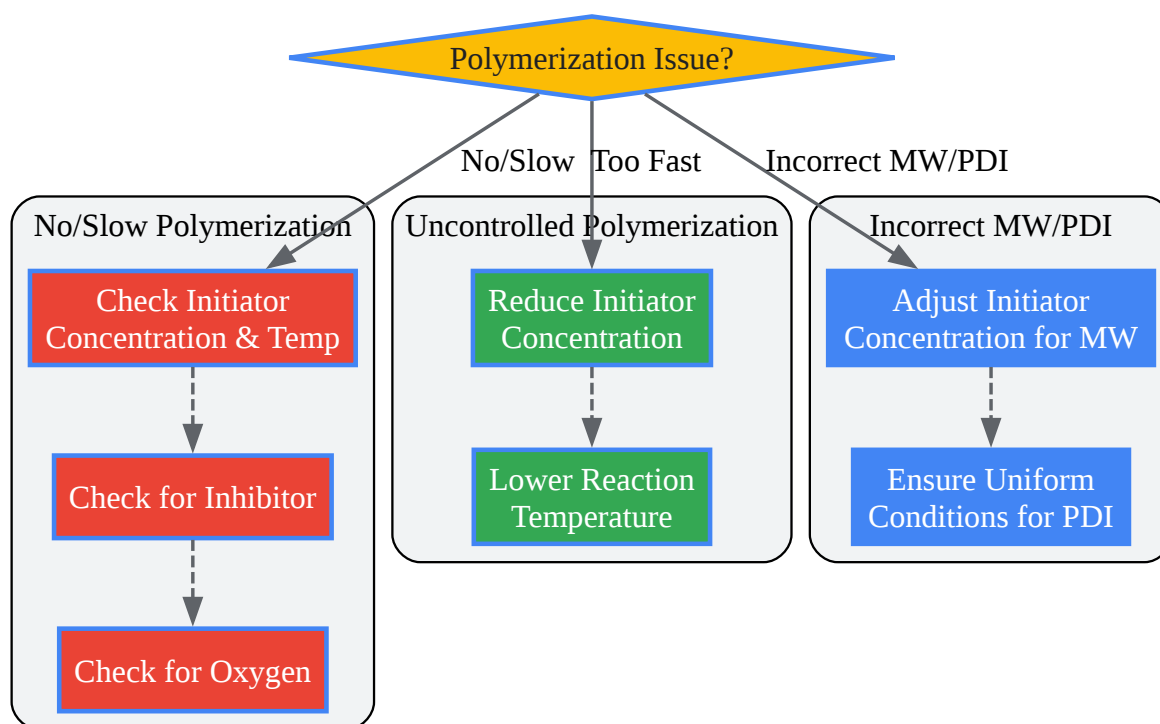 Polymerization Issue?
No/Slow
Too Fast
Incorrect MW/PDI
No/Slow Polymerization
Check Initiator
Concentration & Temp
Check for Inhibitor
Check for Oxygen
Uncontrolled Polymerization
Reduce Initiator
Concentration
Lower Reaction
Temperature
Incorrect MW/PDI
Adjust Initiator
Concentration for MW
Ensure Uniform
Conditions for PDI